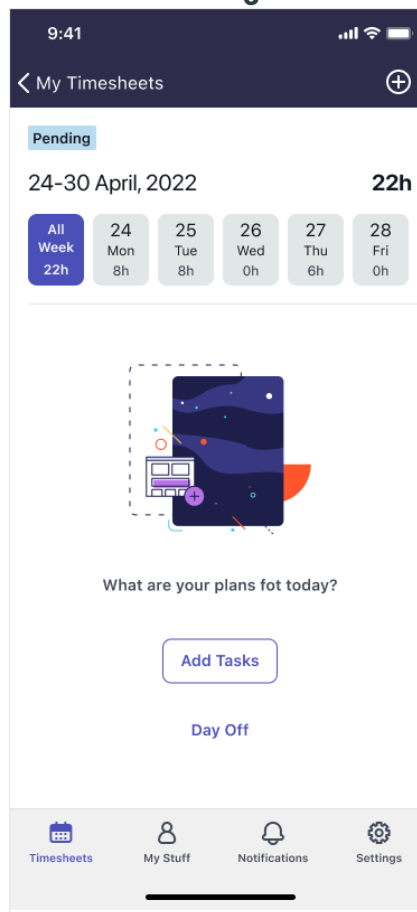 9:41
My Timesheets
Pending
24-30 April, 2022 22h
All Week 22h
24 Mon 8h
25 Tue 8h
26 Wed 0h
27 Thu 6h
28 Fri 0h
What are your plans fot today?
Add Tasks
Day Off
Timesheets My Stuff Notifications Settings